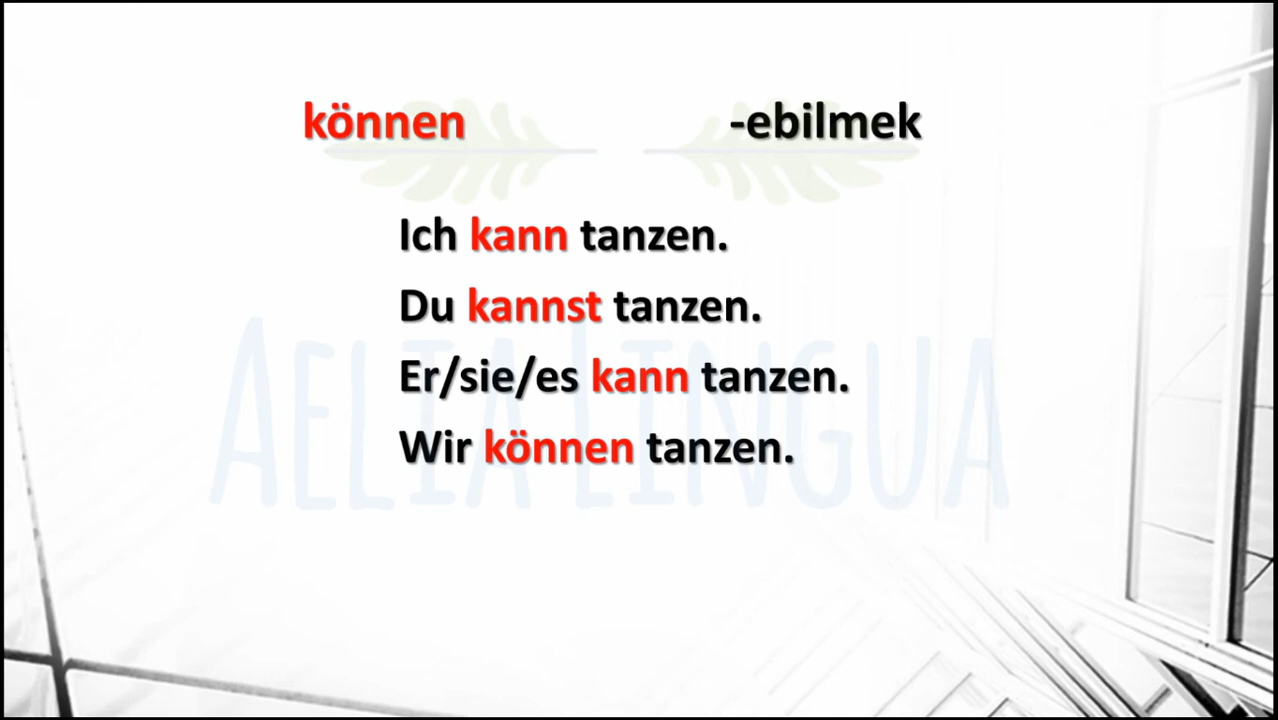 können -ebilmek
Ich kann tanzen.
Du kannst tanzen.
Er/sie/es kann tanzen.
Wir können tanzen.
AELIA LINGUA